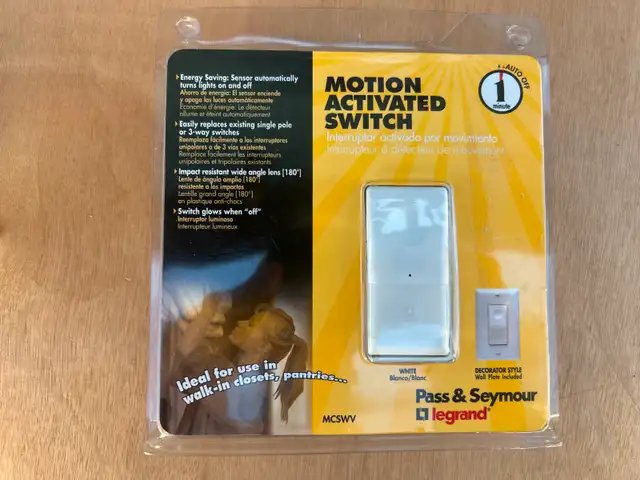 Energy Saving: Sensor automatically
turns lights on and off
Ahorro de energía: El sensor enciende
y apaga las luces automáticamente
Économie d'énergie: Le détecteur
allume et éteint automatiquement
Easily replaces existing single pole
or 3-way switches
Reemplaza fácilmente a los interruptores
unipolares o de 3 vías existentes
Remplace facilement les interrupteurs
unipolaires et tripolaires existants
Impact resistant wide angle lens [180°]
Lente de ángulo amplio [180°]
resistente a los impactos
Lentille grand angle [180°]
en plastique anti-chocs
Switch glows when "off"
Interruptor luminoso
Interrupteur lumineux
Ideal for use in
walk-in closets, pantries...
MOTION
ACTIVATED
SWITCH
Interruptor activado por movimiento
Interrupteur à détecteur de mouvement
AUTO OFF
1
minute
WHITE
Blanco/Blanc
DECORATOR STYLE
Wall Plate Included
Pass & Seymour
legrand®
MCSWV